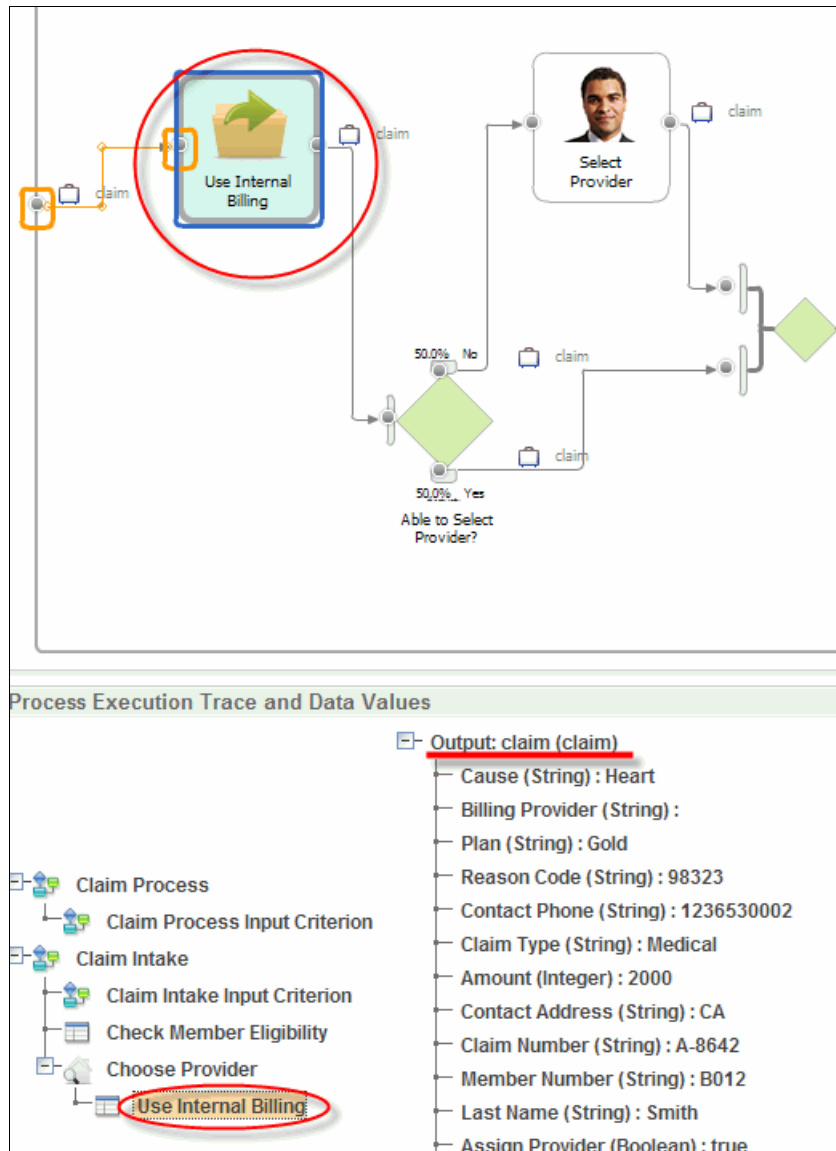 claim
Use Internal
Billing
claim
Select
Provider
claim
50.0% No
claim
claim
50.0% Yes
Able to Select
Provider?
Process Execution Trace and Data Values
Claim Process
Claim Process Input Criterion
Claim Intake
Claim Intake Input Criterion
Check Member Eligibility
Choose Provider
Use Internal Billing
Output: claim (claim)
Cause (String) : Heart
Billing Provider (String) :
Plan (String) : Gold
Reason Code (String) : 98323
Contact Phone (String) : 1236530002
Claim Type (String) : Medical
Amount (Integer) : 2000
Contact Address (String) : CA
Claim Number (String) : A-8642
Member Number (String) : B012
Last Name (String) : Smith
Assign Provider (Boolean) : true